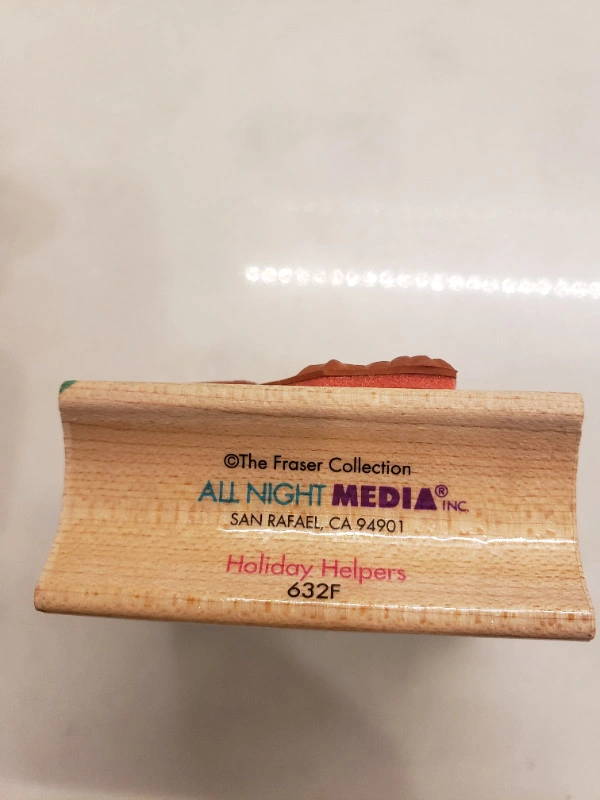 ©The Fraser Collection
ALL NIGHT MEDIA® INC.
SAN RAFAEL, CA 94901
Holiday Helpers
632F